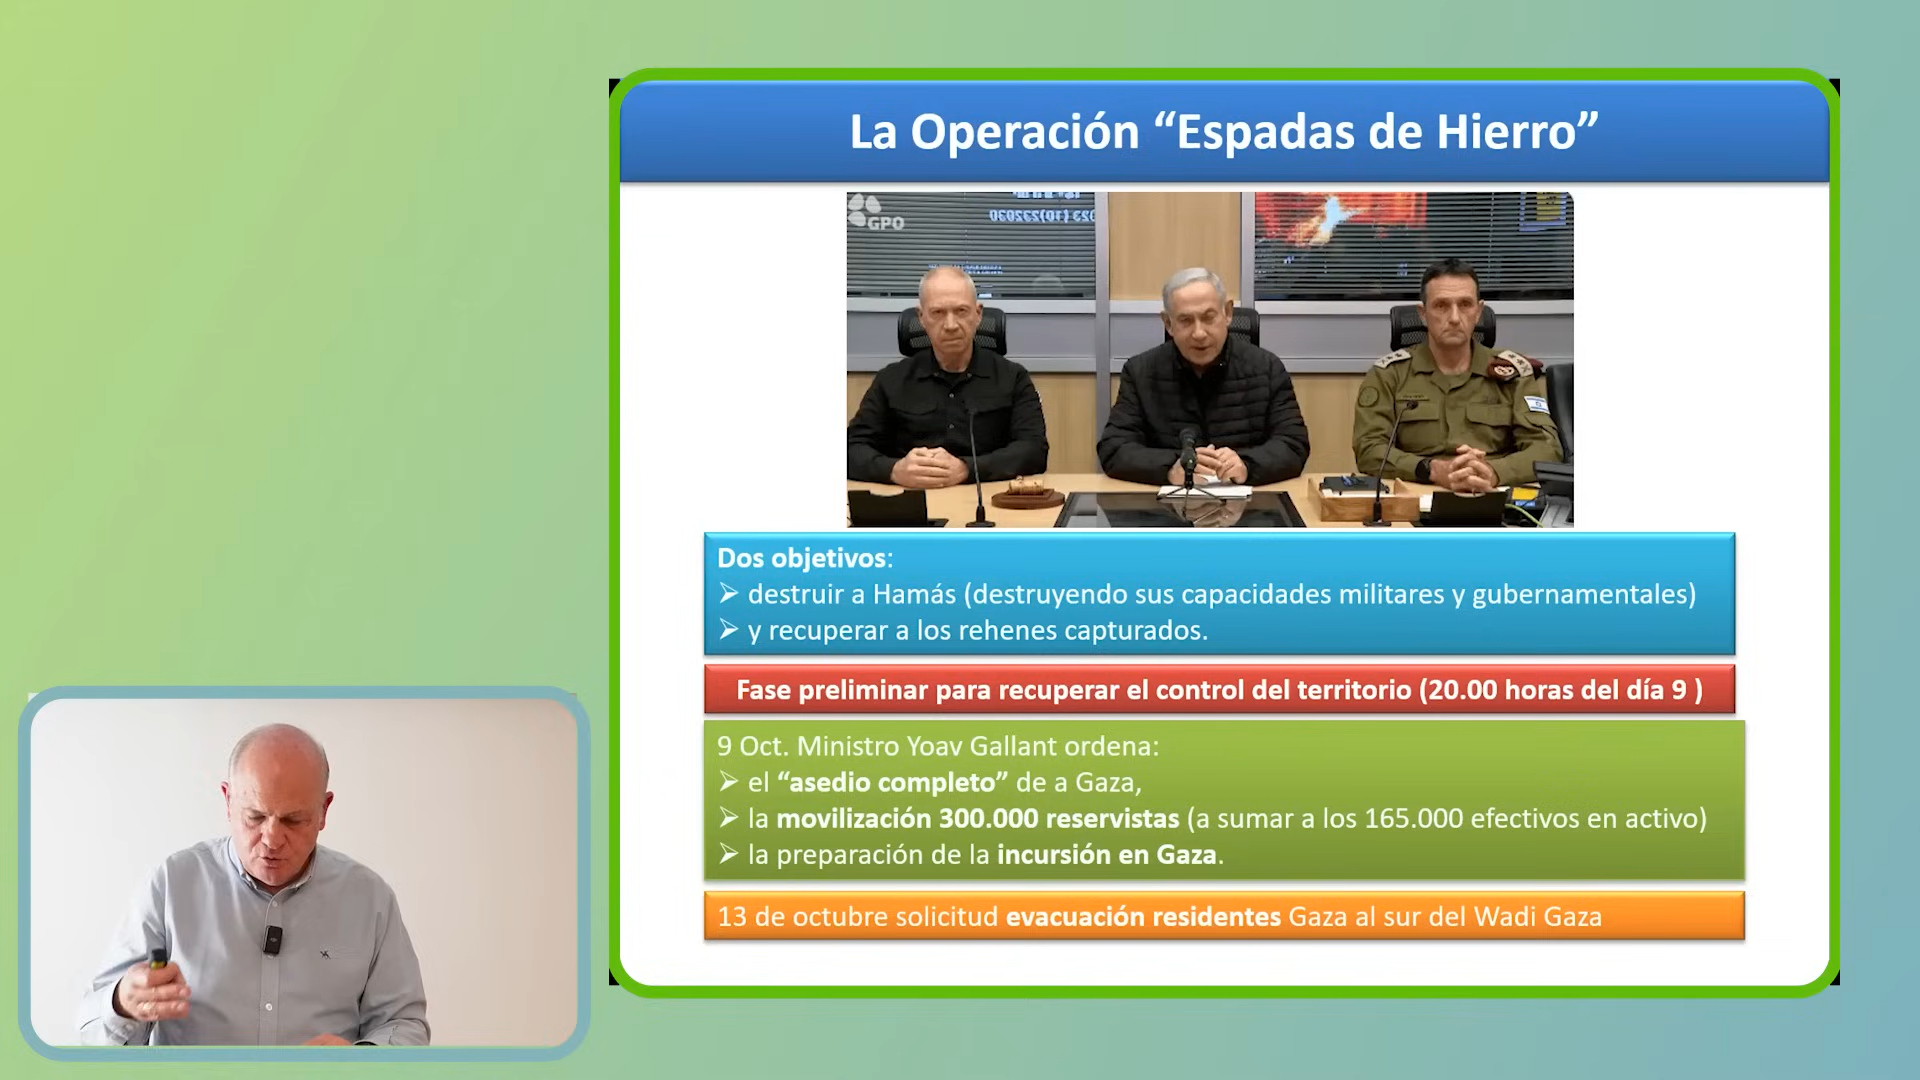 La Operación “Espadas de Hierro”
GPO
Dos objetivos:
➢ destruir a Hamás (destruyendo sus capacidades militares y gubernamentales)
➢ y recuperar a los rehenes capturados.
Fase preliminar para recuperar el control del territorio (20.00 horas del día 9 )
9 Oct. Ministro Yoav Gallant ordena:
➢ el “asedio completo” de a Gaza,
➢ la movilización 300.000 reservistas (a sumar a los 165.000 efectivos en activo)
➢ la preparación de la incursión en Gaza.
13 de octubre solicitud evacuación residentes Gaza al sur del Wadi Gaza